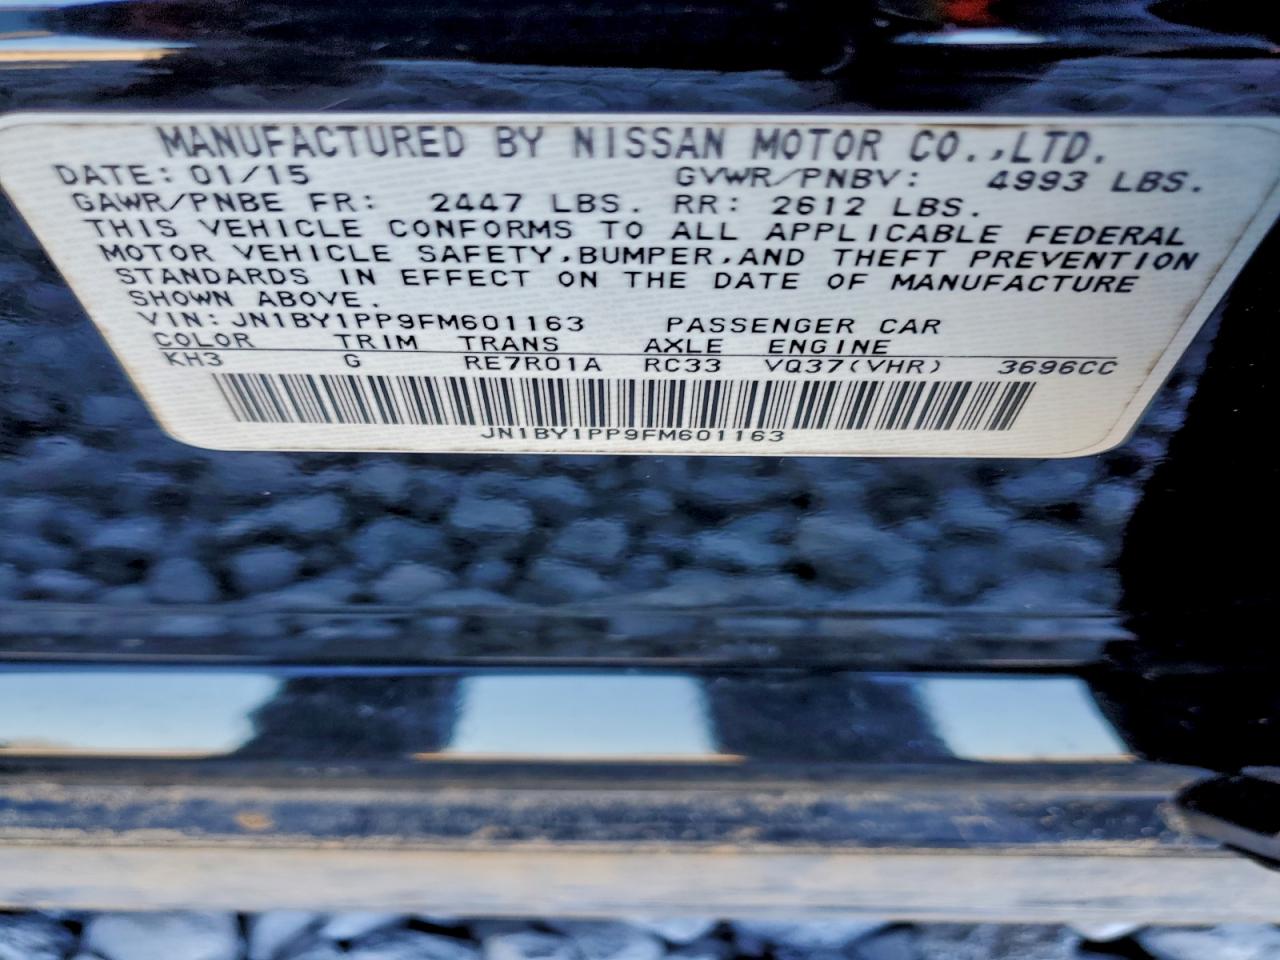 MANUFACTURED BY NISSAN MOTOR CO.,LTD.
DATE: 01/15 GVWR/PNBV: 4993 LBS.
GAWR/PNBE FR: 2447 LBS. RR: 2612 LBS.
THIS VEHICLE CONFORMS TO ALL APPLICABLE FEDERAL
MOTOR VEHICLE SAFETY,BUMPER,AND THEFT PREVENTION
STANDARDS IN EFFECT ON THE DATE OF MANUFACTURE
SHOWN ABOVE.
VIN: JN1BY1PP9FM601163 PASSENGER CAR
COLOR TRIM TRANS AXLE ENGINE
KH3 G RE7R01A RC33 VQ37(VHR) 3696CC
JN1BY1PP9FM601163